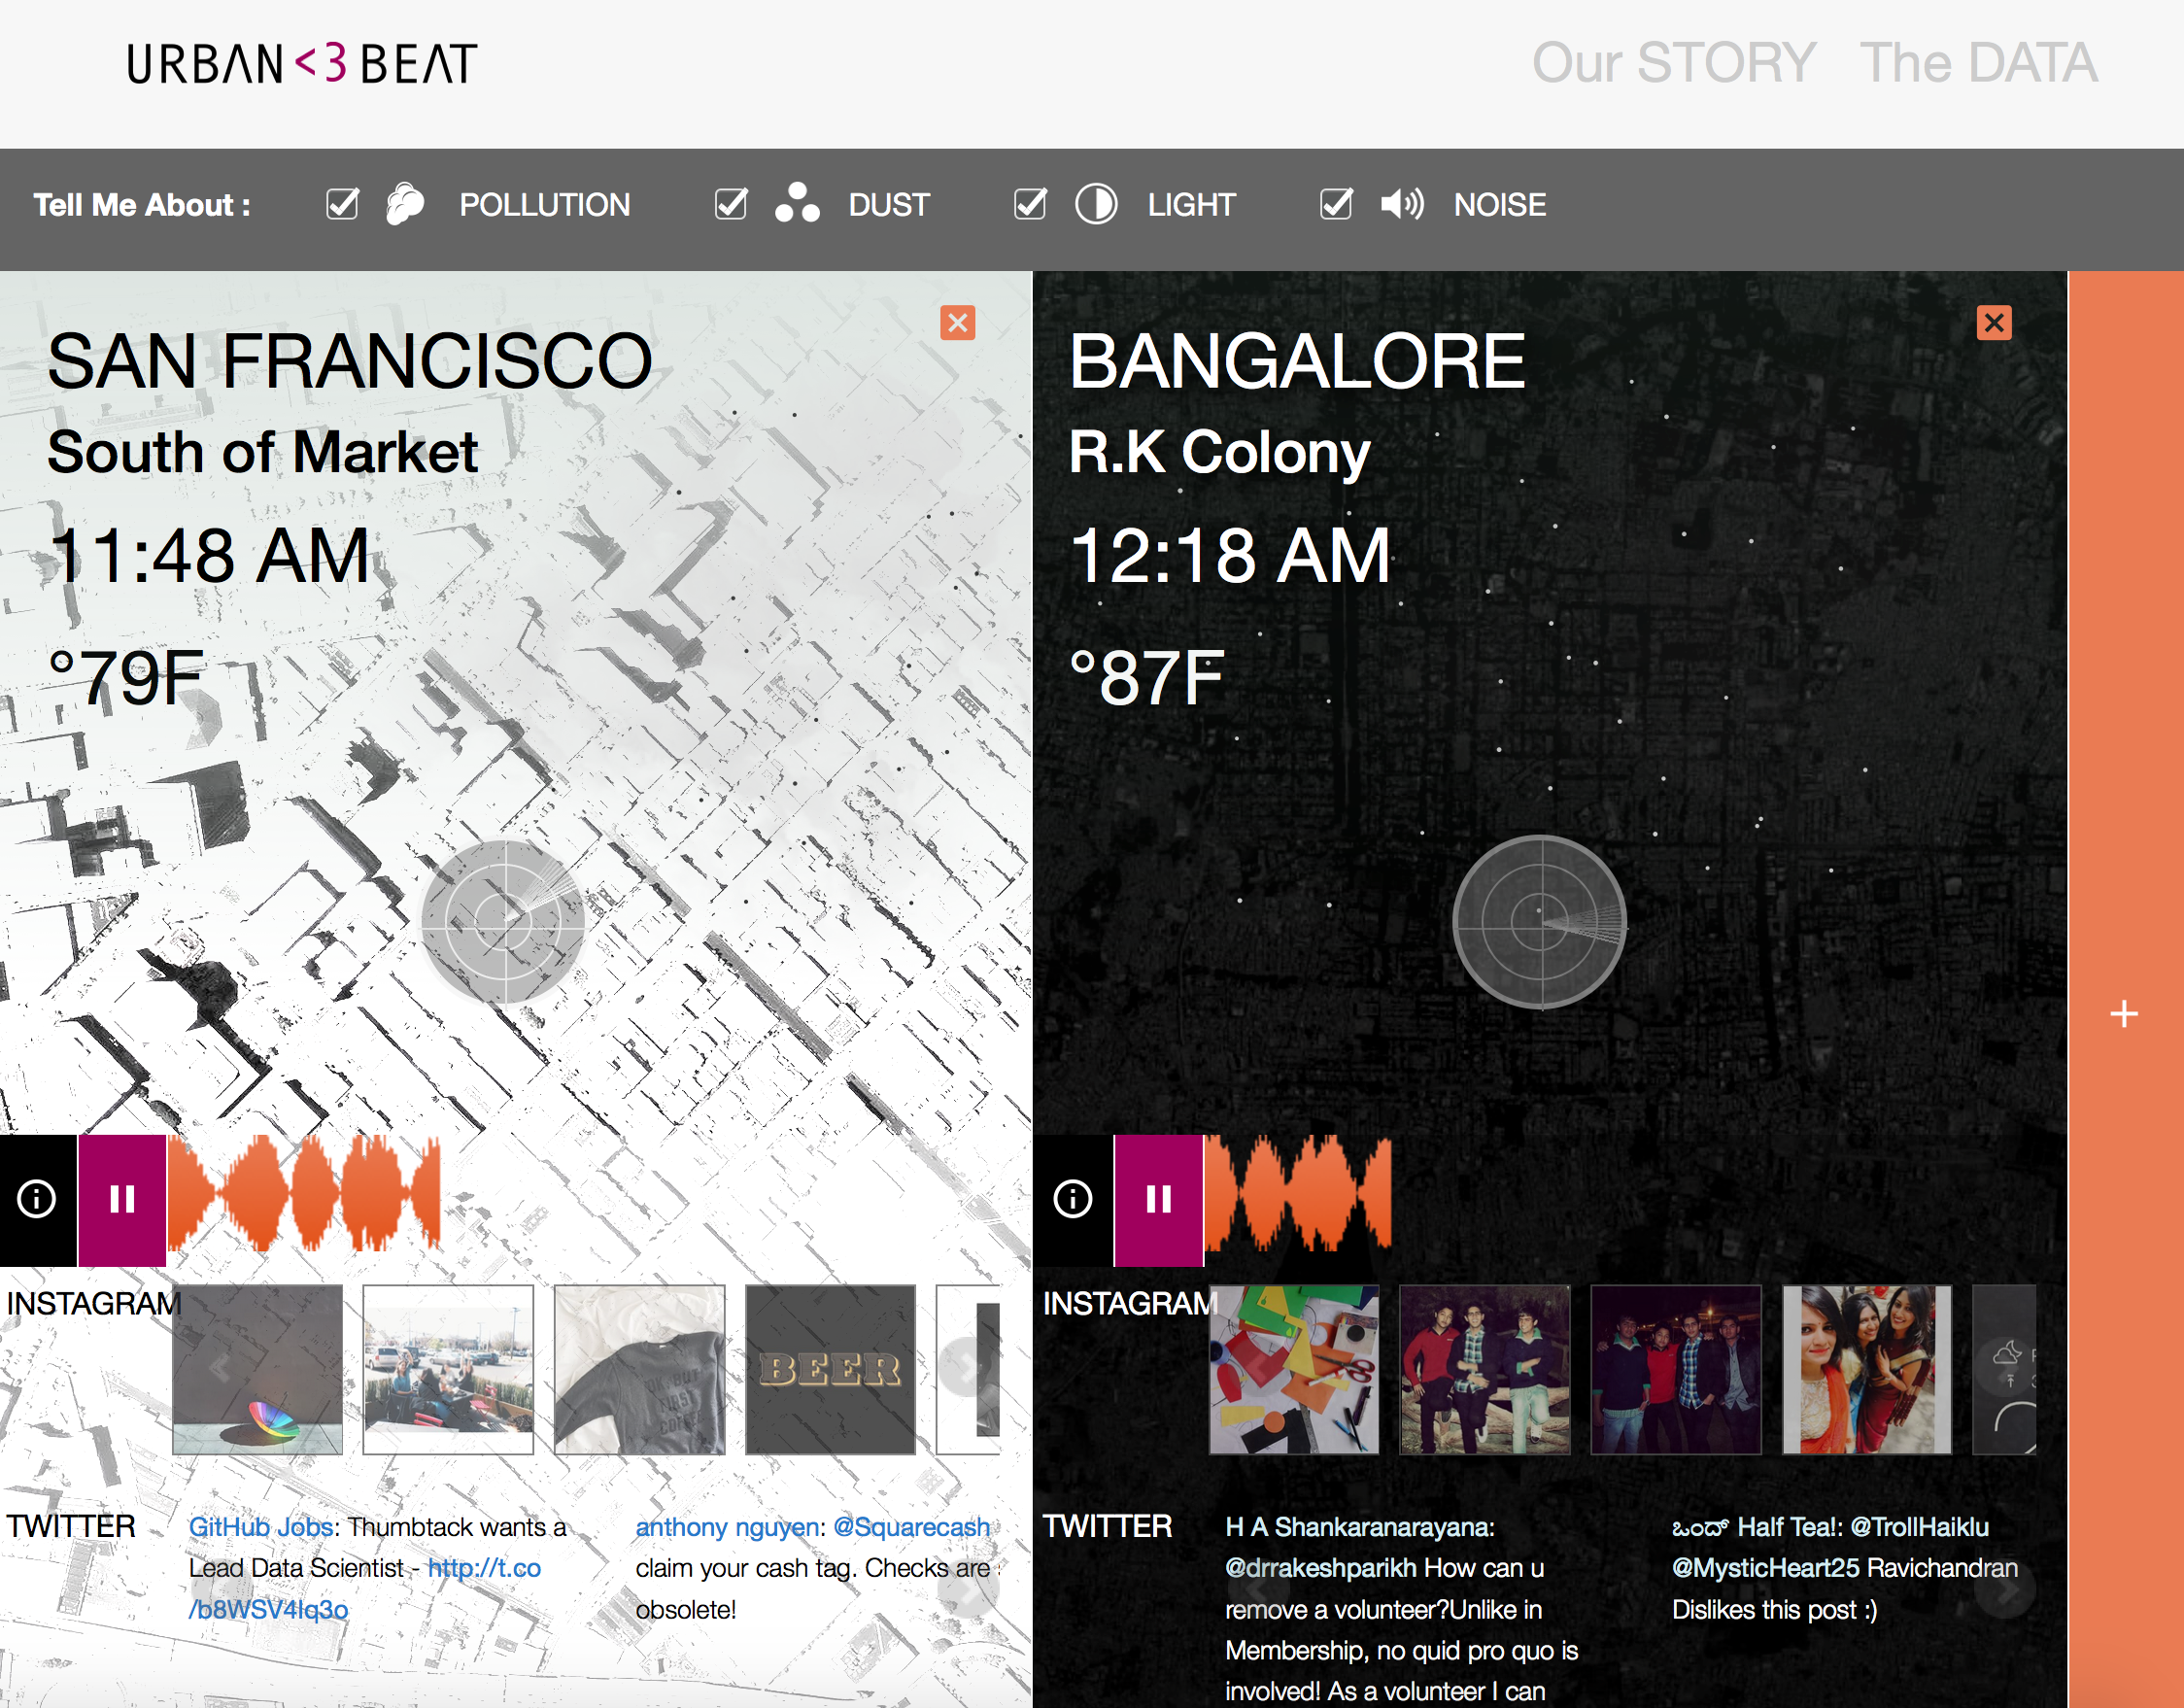 URBAN <3 BEAT
Our STORY The DATA
Tell Me About : POLLUTION DUST LIGHT NOISE
SAN FRANCISCO
South of Market
11:48 AM
°79F
INSTAGRAM
BEER
TWITTER
GitHub Jobs: Thumbtack wants a
Lead Data Scientist - http://t.co
/b8WSV4Iq3o
anthony nguyen: @Squarecash
claim your cash tag. Checks are
obsolete!
BANGALORE
R.K Colony
12:18 AM
°87F
INSTAGRAM
TWITTER
H A Shankaranarayana:
@drrakeshparikh How can u
remove a volunteer?Unlike in
Membership, no quid pro quo is
involved! As a volunteer I can
ಒಂದ್ Half Tea!: @TrollHaiklu
@MysticHeart25 Ravichandran
Dislikes this post :)